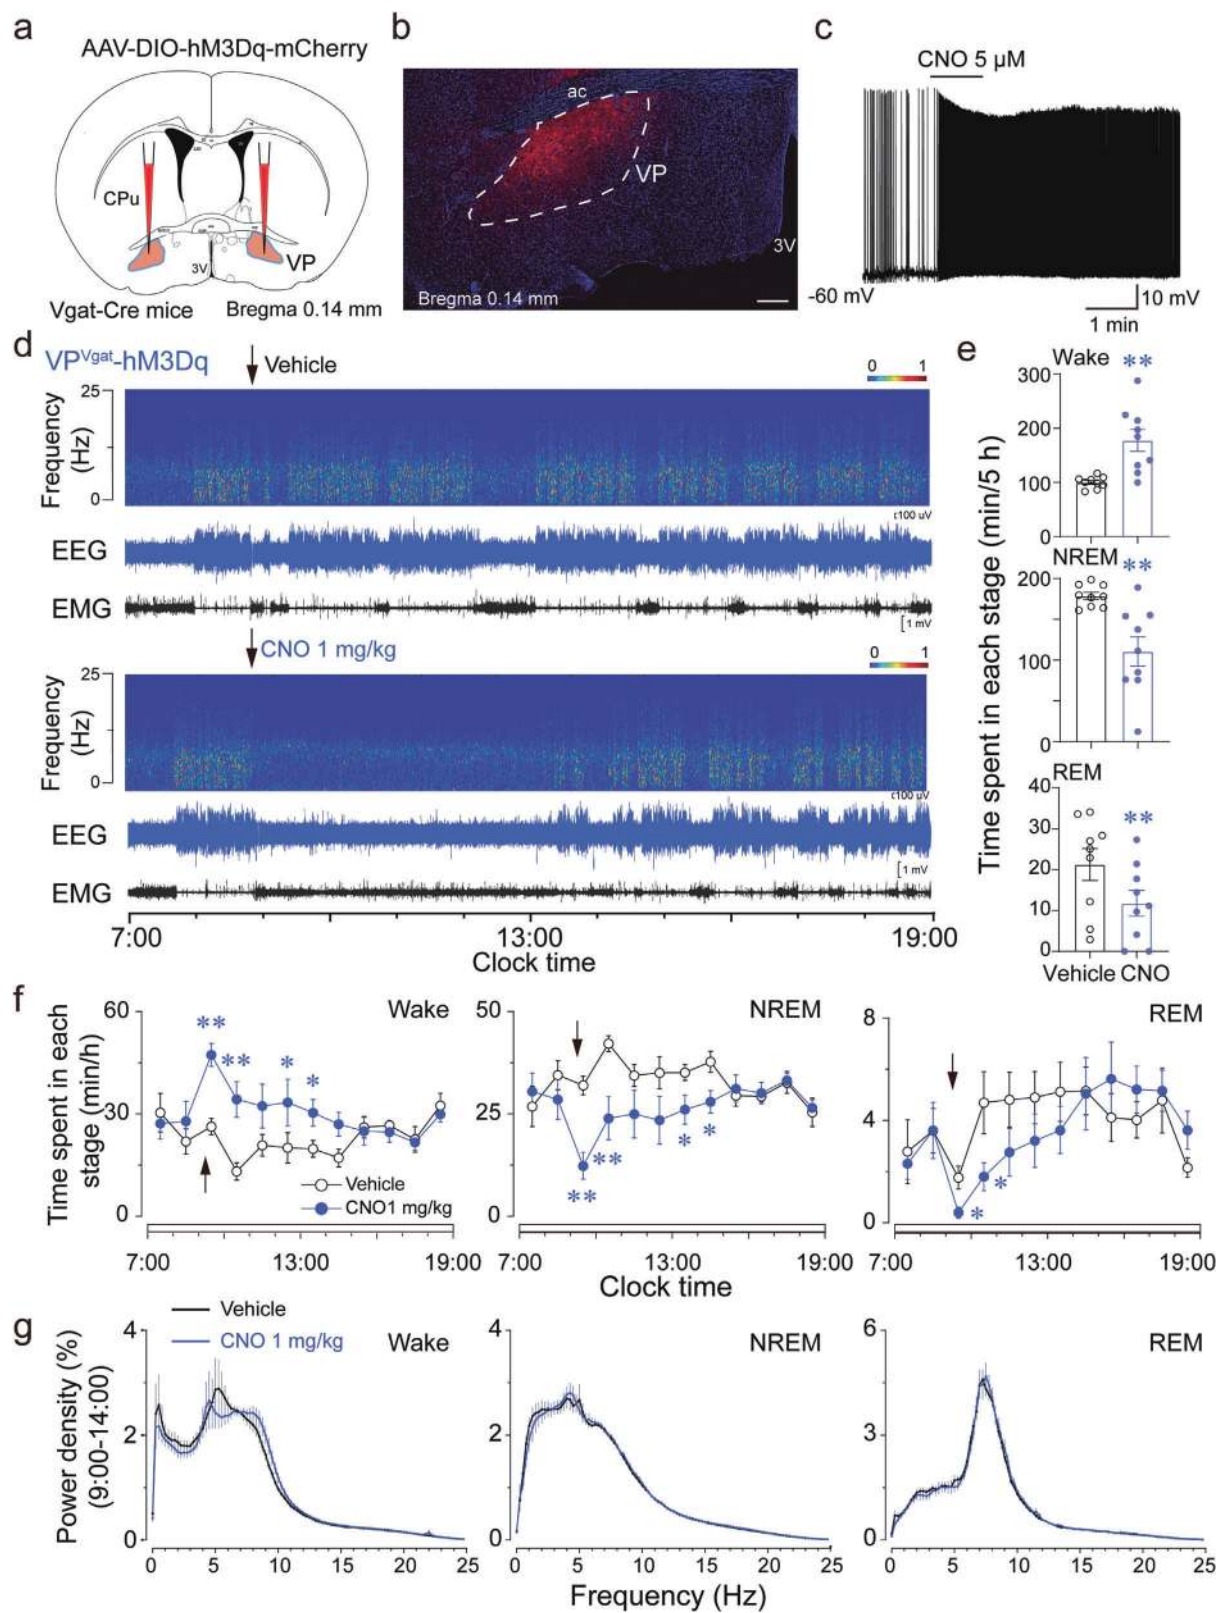 a
AAV-DIO-hM3Dq-mCherry
CPu
3V
VP
Vgat-Cre mice
Bregma 0.14 mm
b
ac
VP
3V
Bregma 0.14 mm
c
CNO 5 μM
-60 mV
10 mV
1 min
d
VPVgat-hM3Dq
Vehicle
0 1
25
Frequency
(Hz)
0
100 uV
EEG
EMG
1 mV
CNO 1 mg/kg
0 1
25
Frequency
(Hz)
0
100 uV
EEG
1 mV
EMG
7:00 13:00 19:00
Clock time
e
Time spent in each stage (min/5 h)
Wake
**
300
200
100
0
NREM
**
200
100
0
REM
**
40
30
20
10
0
Vehicle CNO
f
Time spent in each
stage (min/h)
Wake
60
30
0
** ** * *
Vehicle
CNO1 mg/kg
7:00 13:00 19:00
NREM
50
25
0
** ** * *
7:00 13:00 19:00
REM
8
4
0
* *
7:00 13:00 19:00
Clock time
g
Vehicle
CNO 1 mg/kg
Power density (%)
(9:00-14:00)
Wake
4
2
0
0 5 10 15 20 25
NREM
4
2
0
0 5 10 15 20 25
REM
6
3
0
0 5 10 15 20 25
Frequency (Hz)